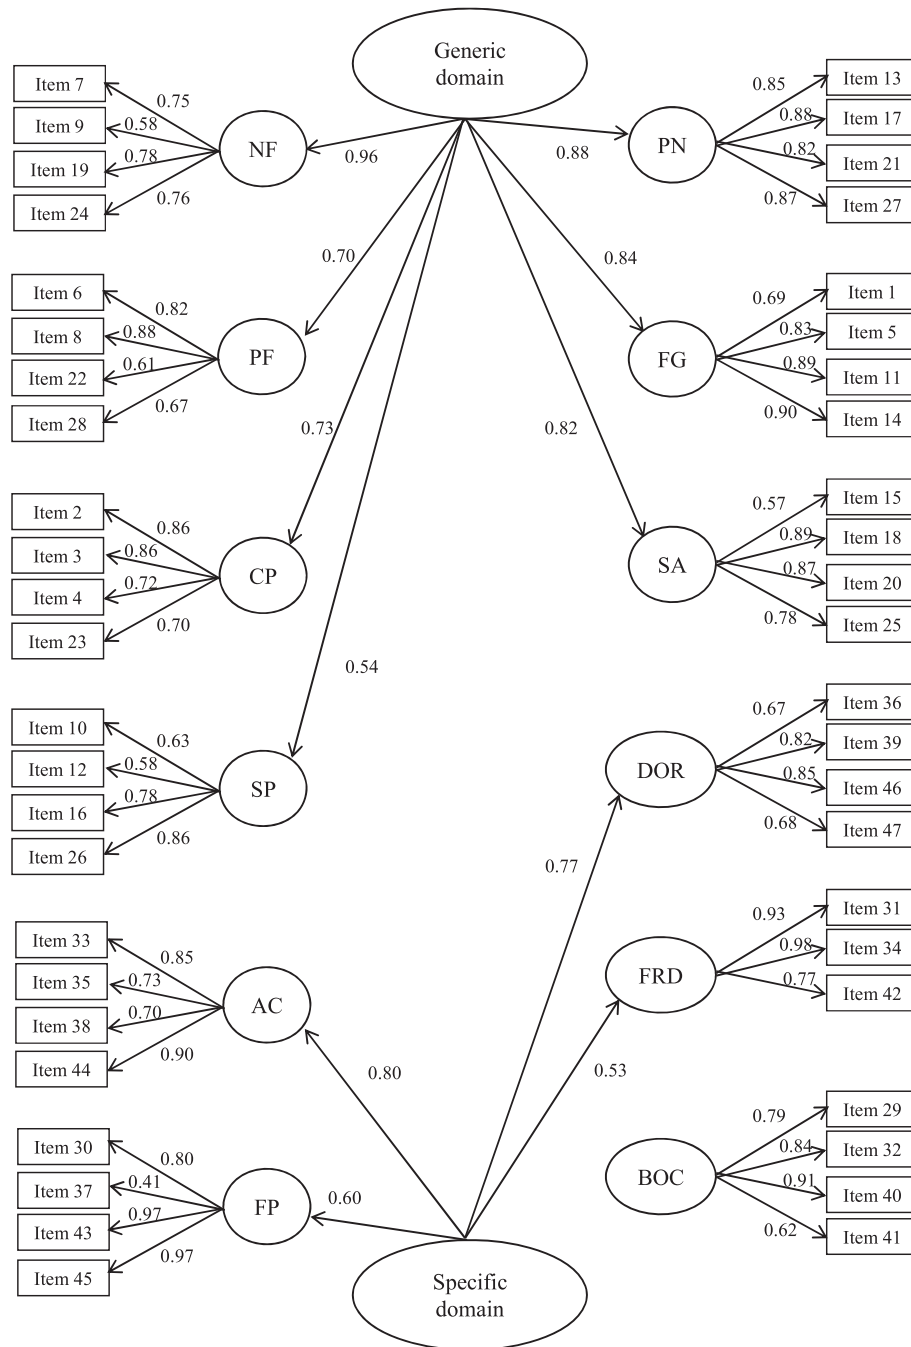 Generic
domain
Item 7
Item 9
Item 19
Item 24
0.75
0.58
0.78
0.76
NF
0.96
0.88
PN
0.85
0.88
0.82
0.87
Item 13
Item 17
Item 21
Item 27
Item 6
Item 8
Item 22
Item 28
0.82
0.88
0.61
0.67
PF
0.70
0.84
FG
0.69
0.83
0.89
0.90
Item 1
Item 5
Item 11
Item 14
Item 2
Item 3
Item 4
Item 23
0.86
0.86
0.72
0.70
CP
0.73
0.82
SA
0.57
0.89
0.87
0.78
Item 15
Item 18
Item 20
Item 25
Item 10
Item 12
Item 16
Item 26
0.63
0.58
0.78
0.86
SP
0.54
0.77
DOR
0.67
0.82
0.85
0.68
Item 36
Item 39
Item 46
Item 47
Item 33
Item 35
Item 38
Item 44
0.85
0.73
0.70
0.90
AC
0.80
0.53
FRD
0.93
0.98
0.77
Item 31
Item 34
Item 42
Item 30
Item 37
Item 43
Item 45
0.80
0.41
0.97
0.97
FP
0.60
BOC
0.79
0.84
0.91
0.62
Item 29
Item 32
Item 40
Item 41
Specific
domain